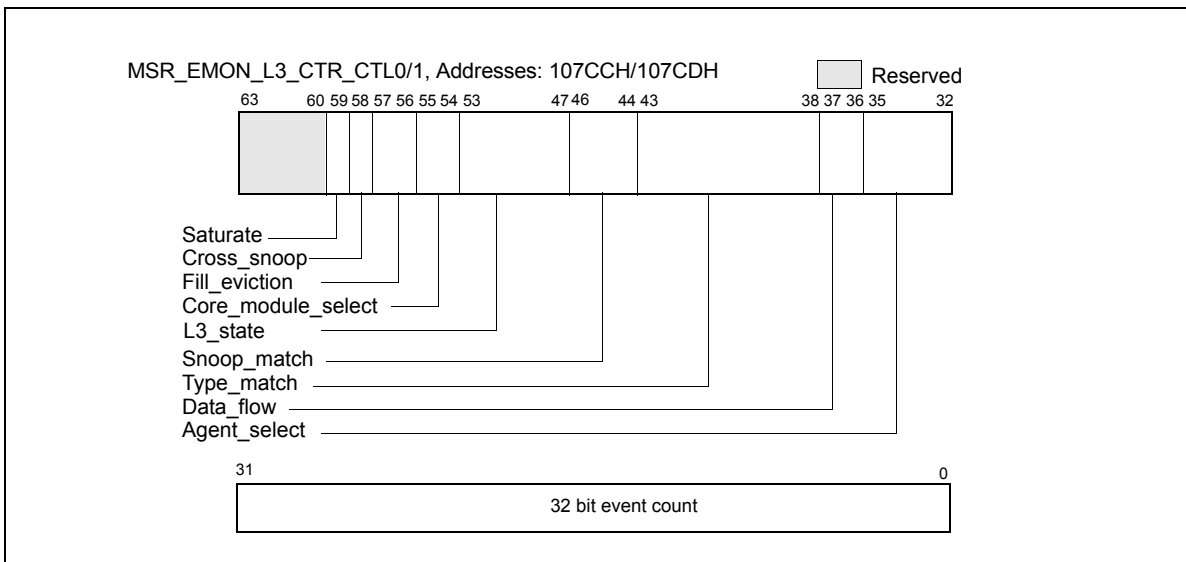 MSR_EMON_L3_CTR_CTL0/1, Addresses: 107CCH/107CDH
Reserved
63 60 59 58 57 56 55 54 53 47 46 44 43 38 37 36 35 32
Saturate
Cross_snoop
Fill_eviction
Core_module_select
L3_state
Snoop_match
Type_match
Data_flow
Agent_select
31 0
32 bit event count